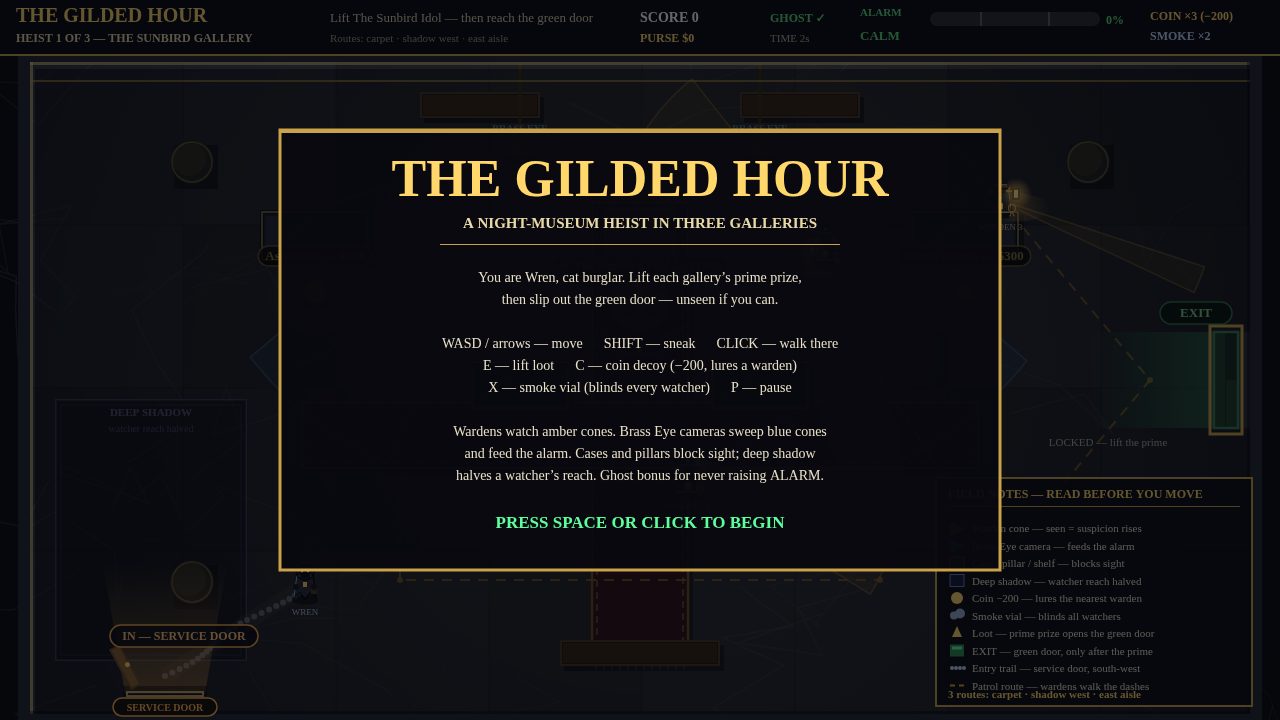 THE GILDED HOUR
HEIST 1 OF 3 — THE SUNBIRD GALLERY
Lift The Sunbird Idol — then reach the green door
Routes: carpet · shadow west · east aisle
SCORE 0
PURSE $0
GHOST ✓
TIME 2s
ALARM
CALM
0%
COIN ×3 (−200)
SMOKE ×2
BRASS EYE
BRASS EYE
THE GILDED HOUR
A NIGHT-MUSEUM HEIST IN THREE GALLERIES
You are Wren, cat burglar. Lift each gallery’s prime prize,
then slip out the green door — unseen if you can.
WASD / arrows — move SHIFT — sneak CLICK — walk there
E — lift loot C — coin decoy (−200, lures a warden)
X — smoke vial (blinds every watcher) P — pause
Wardens watch amber cones. Brass Eye cameras sweep blue cones
and feed the alarm. Cases and pillars block sight; deep shadow
halves a watcher’s reach. Ghost bonus for never raising ALARM.
PRESS SPACE OR CLICK TO BEGIN
EXIT
LOCKED — lift the prime
DEEP SHADOW
watcher reach halved
WREN
IN — SERVICE DOOR
SERVICE DOOR
FIELD NOTES — READ BEFORE YOU MOVE
cone — seen = suspicion rises
Eye camera — feeds the alarm
pillar / shelf — blocks sight
Deep shadow — watcher reach halved
Coin −200 — lures the nearest warden
Smoke vial — blinds all watchers
Loot — prime prize opens the green door
EXIT — green door, only after the prime
Entry trail — service door, south-west
Patrol route — wardens walk the dashes
3 routes: carpet · shadow west · east aisle